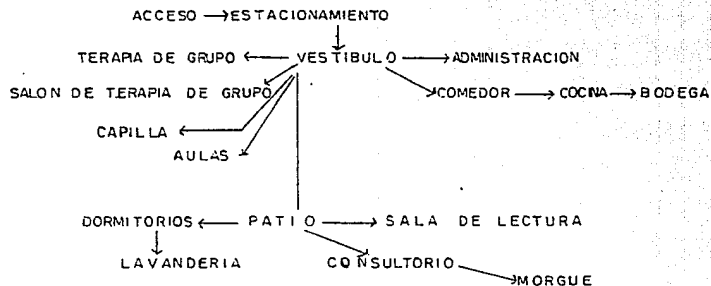 ACCESO ESTACIONAMIENTO
TERAPIA DE GRUPO VESTIBULO ADMINISTRACION
SALON DE TERAPIA DE GRUPO COMEDOR COCINA BODEGA
CAPILLA
AULAS
DORMITORIOS PATIO SALA DE LECTURA
LAVANDERIA CONSULTORIO
MORGUE